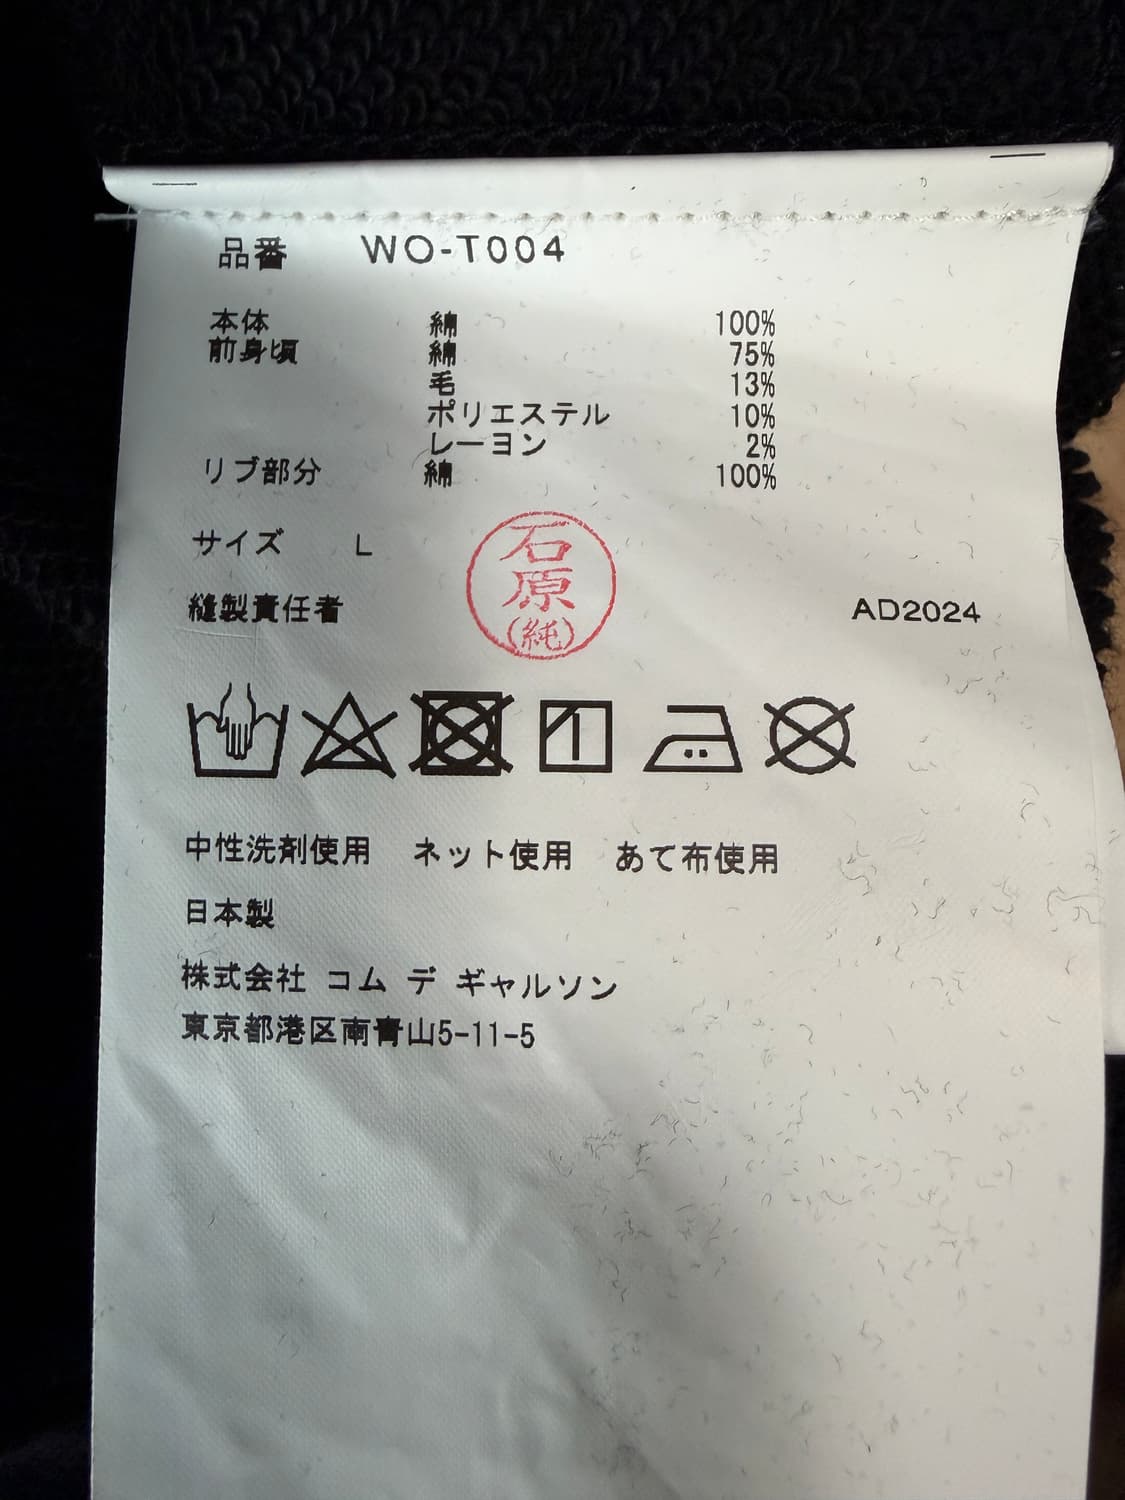 品番 WO-T004
本体 綿 100%
前身頃 綿 75%
毛 13%
ポリエステル 10%
レーヨン 2%
リブ部分 綿 100%
サイズ L
石原(純)
縫製責任者 AD2024
中性洗剤使用 ネット使用 あて布使用
日本製
株式会社 コム デ ギャルソン
東京都港区南青山5-11-5